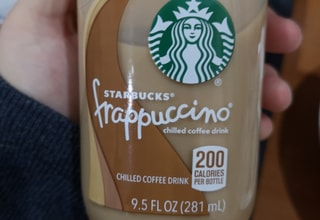 STARBUCKS®
frappuccino®
chilled coffee drink
200
CALORIES
PER BOTTLE
CHILLED COFFEE DRINK
9.5 FL OZ (281 mL)